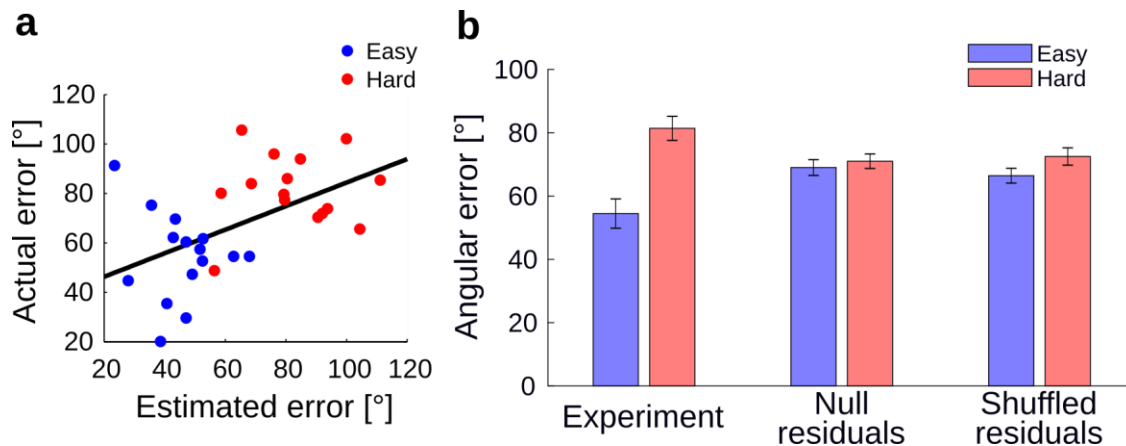 a
Easy
Hard
Actual error [°]
120
100
80
60
40
20
20 40 60 80 100 120
Estimated error [°]
b
Easy
Hard
Angular error [°]
100
80
60
40
20
0
Experiment
Null
residuals
Shuffled
residuals